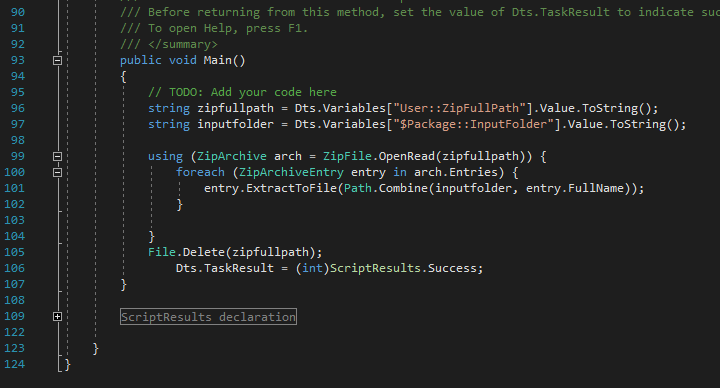 90 /// Before returning from this method, set the value of Dts.TaskResult to indicate
91 /// To open Help, press F1.
92 /// </summary>
93 public void Main()
94 {
95 // TODO: Add your code here
96 string zipfullpath = Dts.Variables["User::ZipFullPath"].Value.ToString();
97 string inputfolder = Dts.Variables["$Package::InputFolder"].Value.ToString();
98
99 using (ZipArchive arch = ZipFile.OpenRead(zipfullpath)) {
100 foreach (ZipArchiveEntry entry in arch.Entries) {
101 entry.ExtractToFile(Path.Combine(inputfolder, entry.FullName));
102 }
103
104 }
105 File.Delete(zipfullpath);
106 Dts.TaskResult = (int)ScriptResults.Success;
107 }
108
109 ScriptResults declaration
122
123 }
124 }